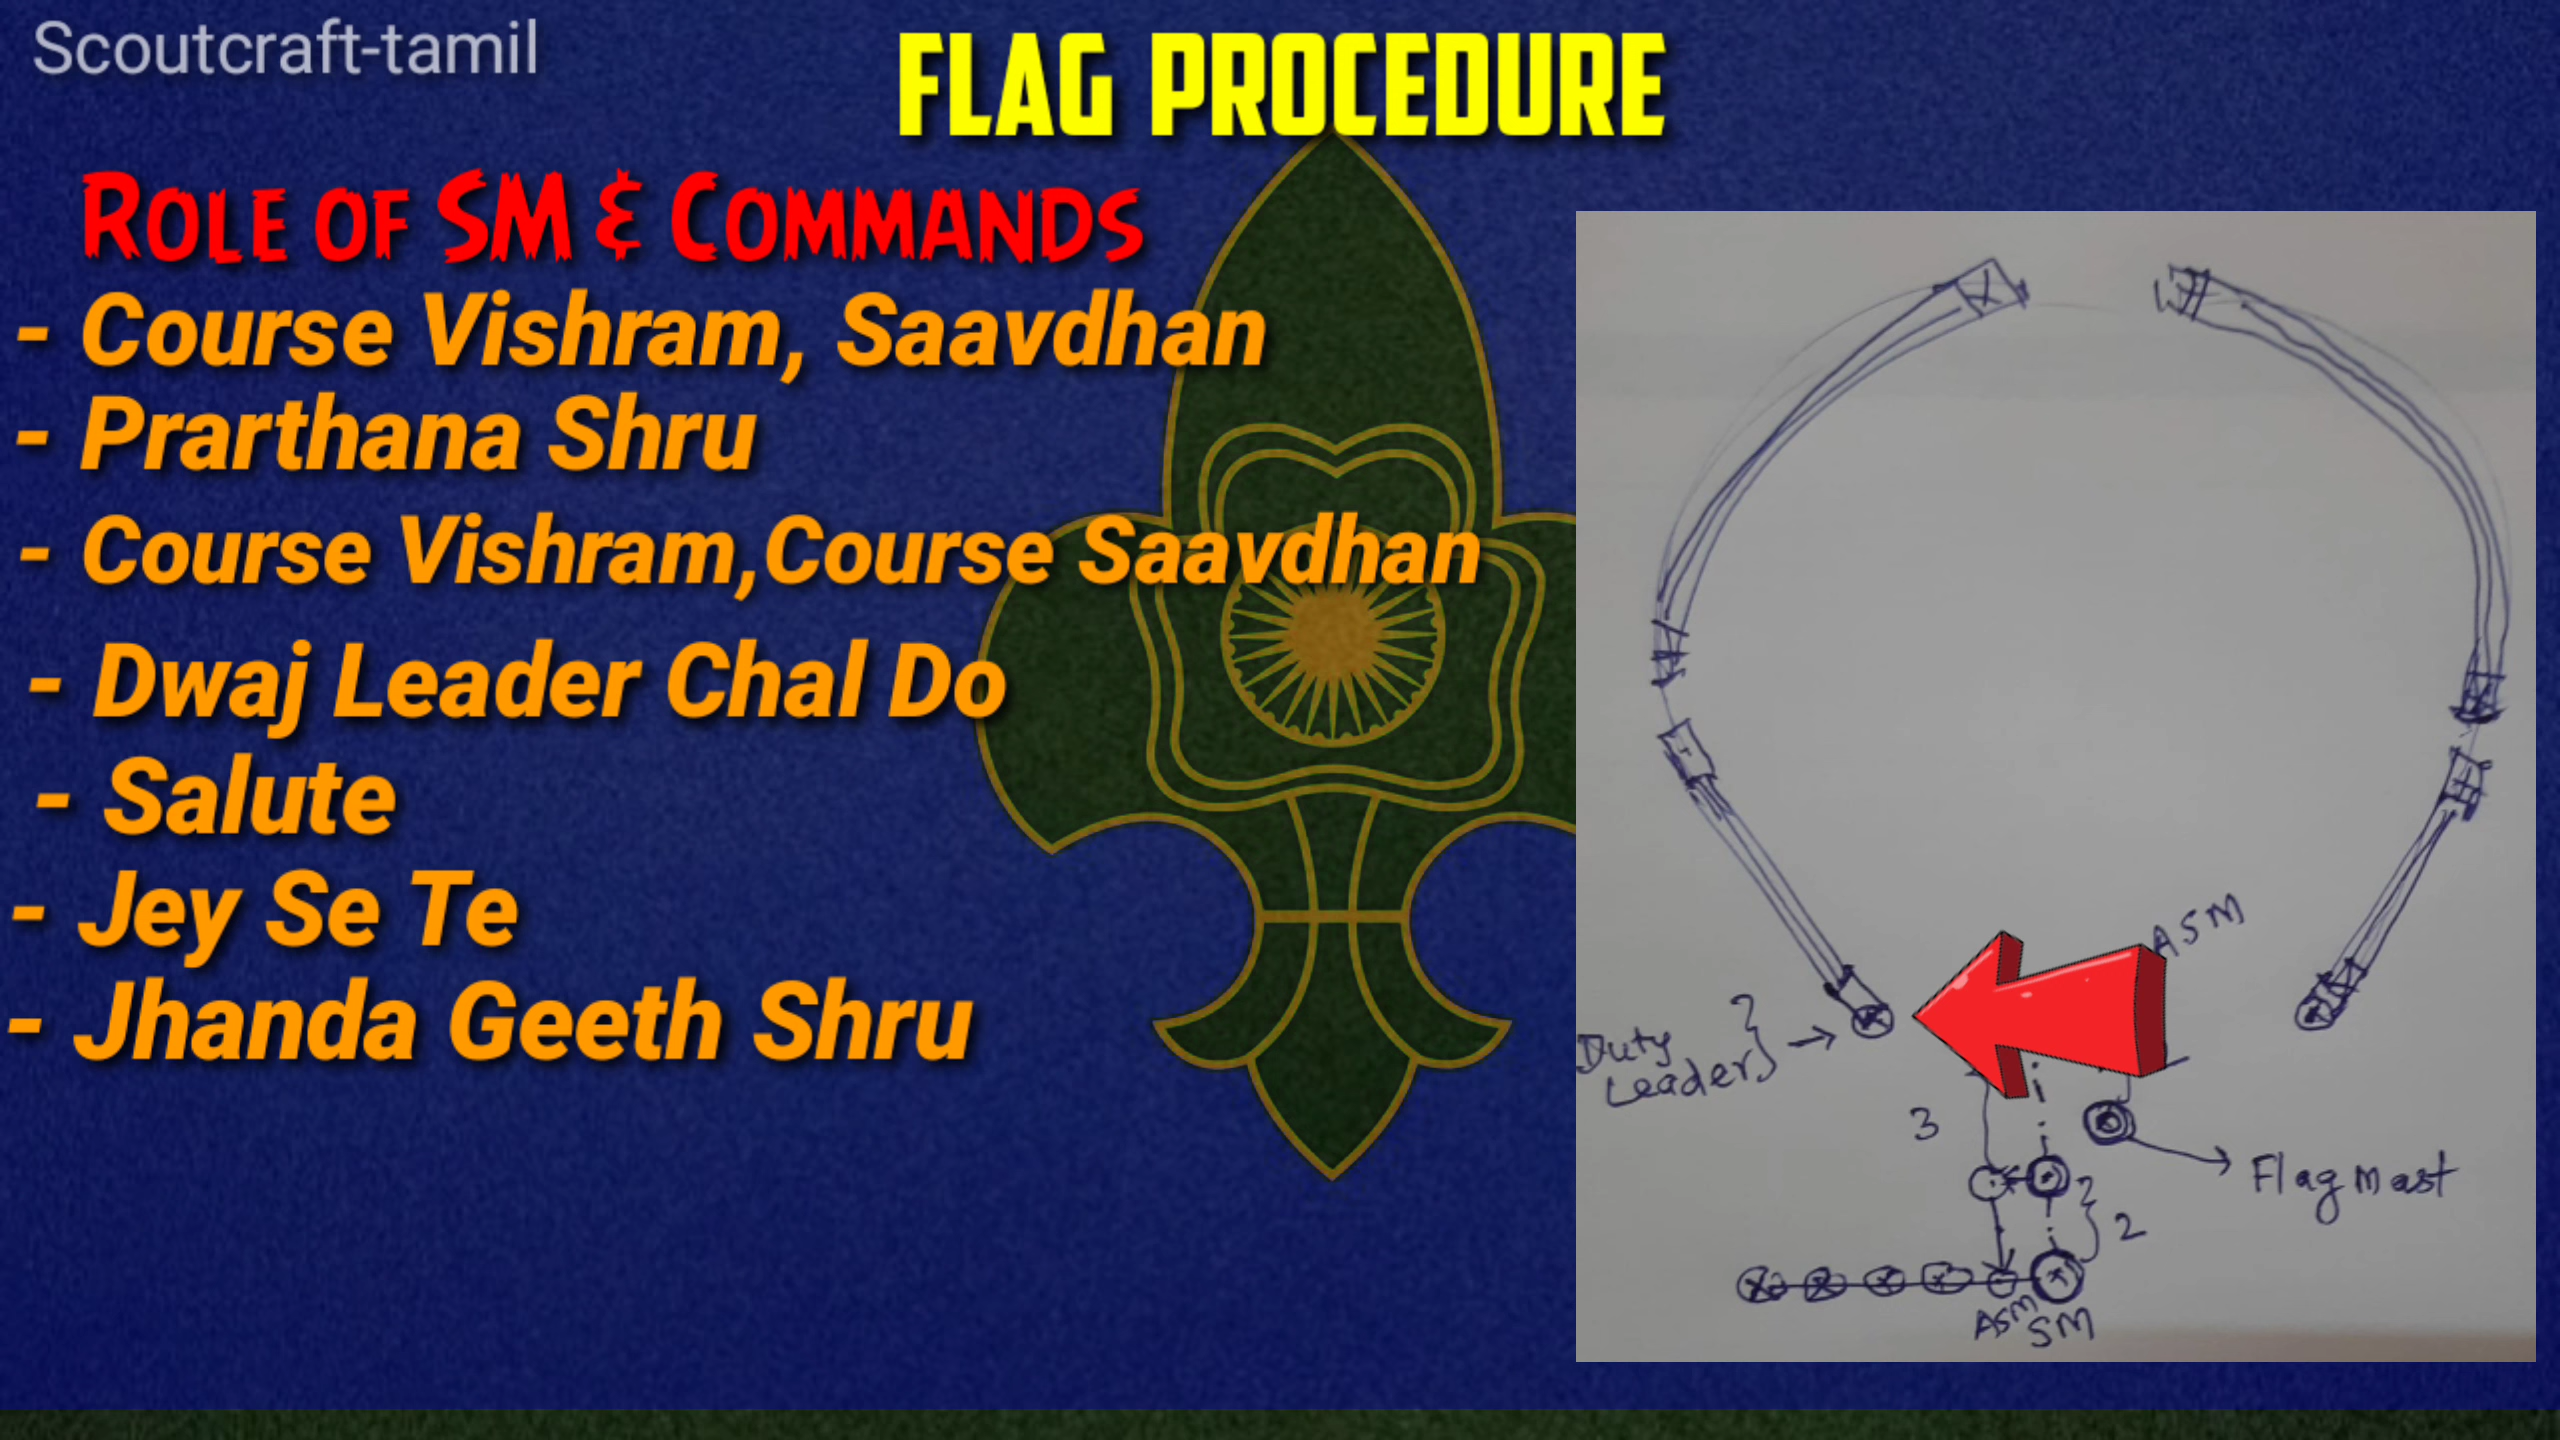 Scoutcraft-tamil
FLAG PROCEDURE
ROLE OF SM & COMMANDS
- Course Vishram, Saavdhan
- Prarthana Shru
- Course Vishram,Course Saavdhan
- Dwaj Leader Chal Do
- Salute
- Jey Se Te
- Jhanda Geeth Shru
ASM
Duty
Leader
3
Flag Mast
2
ASM
SM